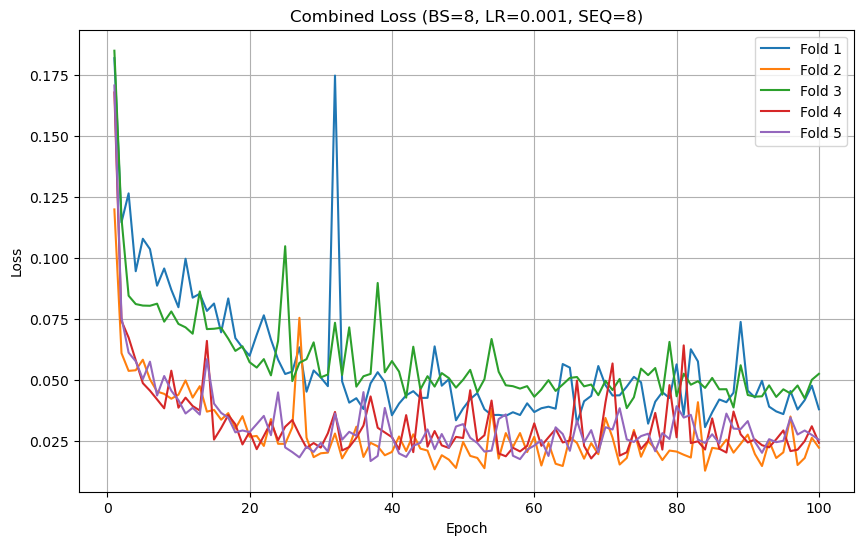 Combined Loss (BS=8, LR=0.001, SEQ=8)
Fold 1
Fold 2
Fold 3
Fold 4
Fold 5
0.175
0.150
0.125
0.100
0.075
0.050
0.025
Loss
0
20
40
60
80
100
Epoch